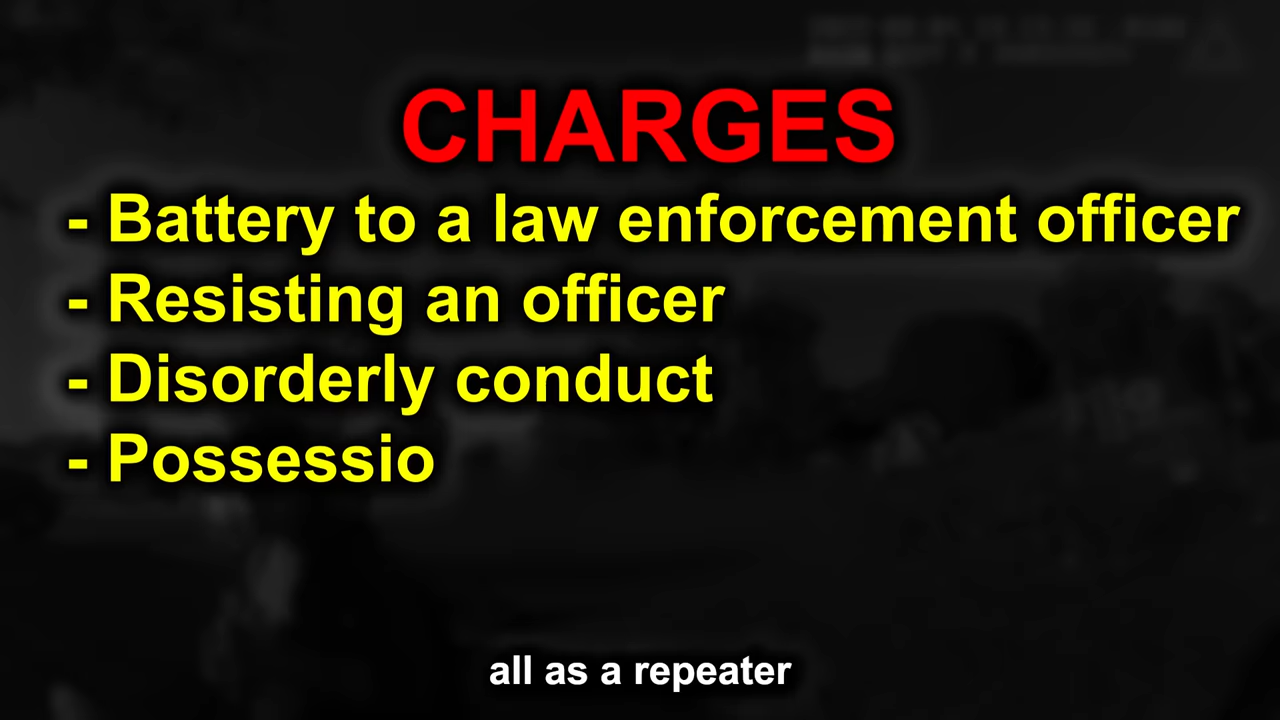 CHARGES
- Battery to a law enforcement officer
- Resisting an officer
- Disorderly conduct
- Possessio
all as a repeater